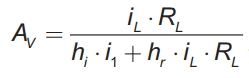 A_V = \frac{i_L \cdot R_L}{h_i \cdot i_1 + h_r \cdot i_L \cdot R_L}